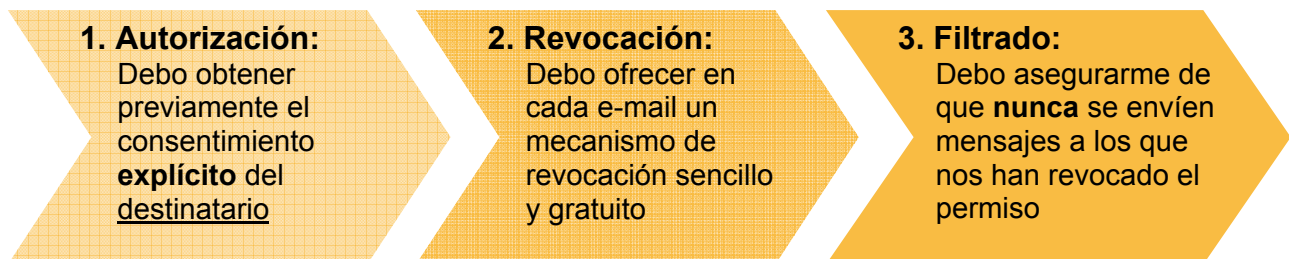 1. Autorización:
Debo obtener
previamente el
consentimiento
explícito del
destinatario
2. Revocación:
Debo ofrecer en
cada e-mail un
mecanismo de
revocación sencillo
y gratuito
3. Filtrado:
Debo asegurarme de
que nunca se envíen
mensajes a los que
nos han revocado el
permiso